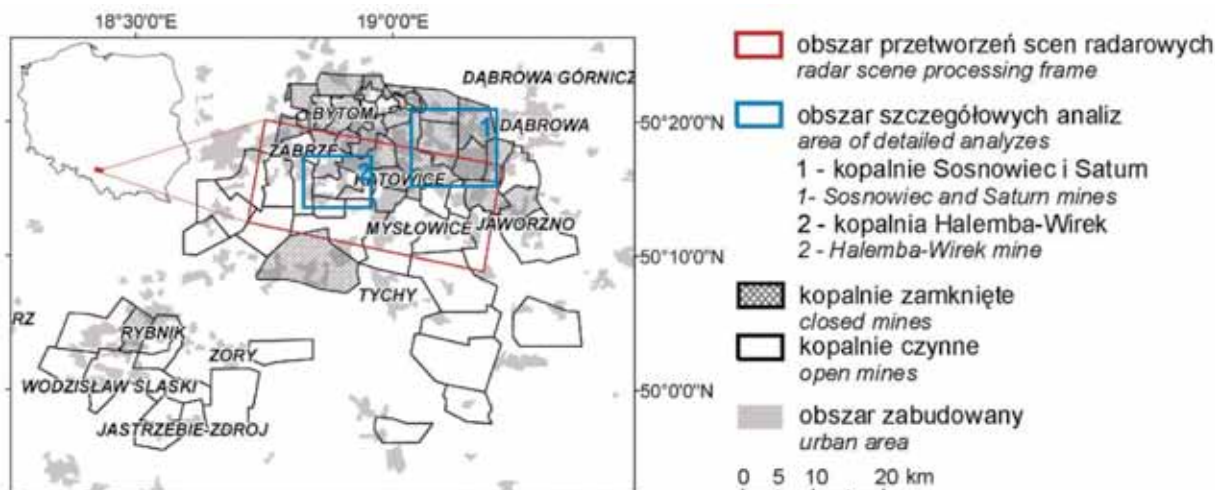 18°30'0"E
19°0'0"E
DĄBROWA GÓRNICZ
BYTOM
1
DĄBROWA
50°20'0"N
ZABRZE
2
KATOWICE
MYSŁOWICE
JAWORZNO
50°10'0"N
TYCHY
RZ
RYBNIK
ZORY
WODZISŁAW ŚLĄSKI
50°0'0"N
JASTRZĘBIE-ZDROJ
obszar przetworzeń scen radarowych
radar scene processing frame
obszar szczegółowych analiz
area of detailed analyzes
1 - kopalnie Sosnowiec i Saturn
1- Sosnowiec and Saturn mines
2 - kopalnia Halemba-Wirek
2 - Halemba-Wirek mine
kopalnie zamknięte
closed mines
kopalnie czynne
open mines
obszar zabudowany
urban area
0 5 10 20 km